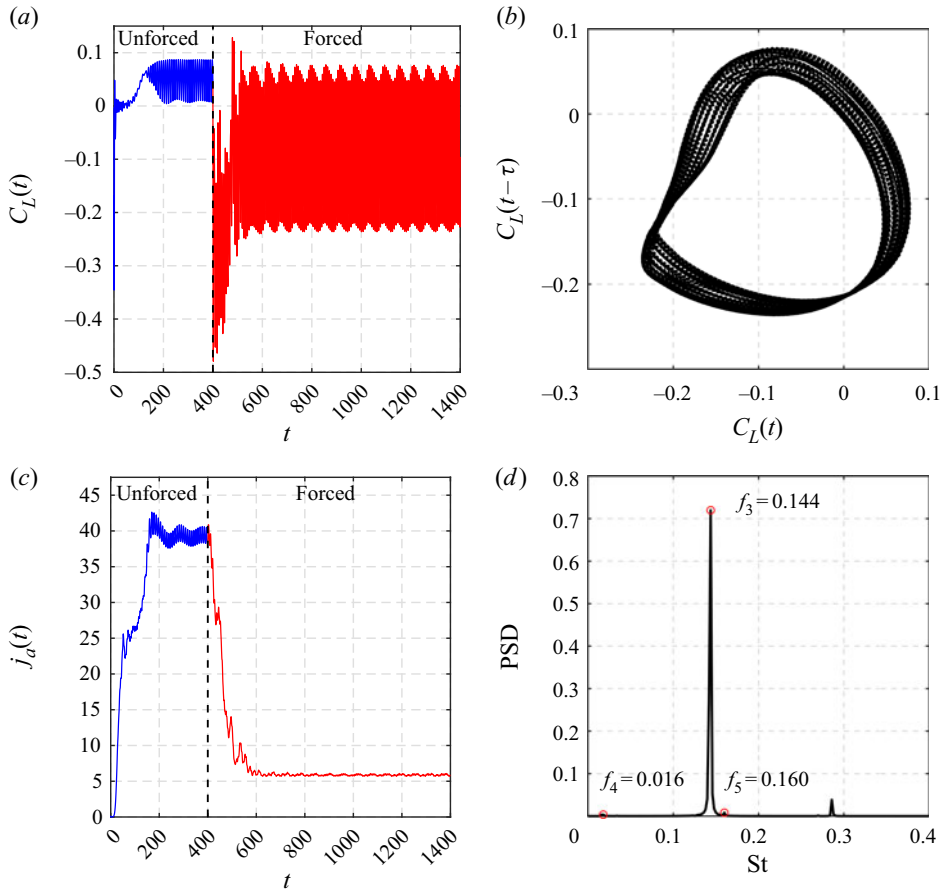 (a)
Unforced
Forced
0.1
0
–0.1
–0.2
–0.3
–0.4
–0.5
C_L(t)
0
200
400
600
800
1000
1200
1400
t
(b)
0.1
0
–0.1
–0.2
–0.3
C_L(t – τ)
–0.2
–0.1
0
0.1
C_L(t)
(c)
Unforced
Forced
45
40
35
30
25
20
15
10
5
0
j_a(t)
0
200
400
600
800
1000
1200
1400
t
(d)
0.8
0.7
0.6
0.5
0.4
0.3
0.2
0.1
PSD
f_3 = 0.144
f_4 = 0.016
f_5 = 0.160
0
0.1
0.2
0.3
0.4
St